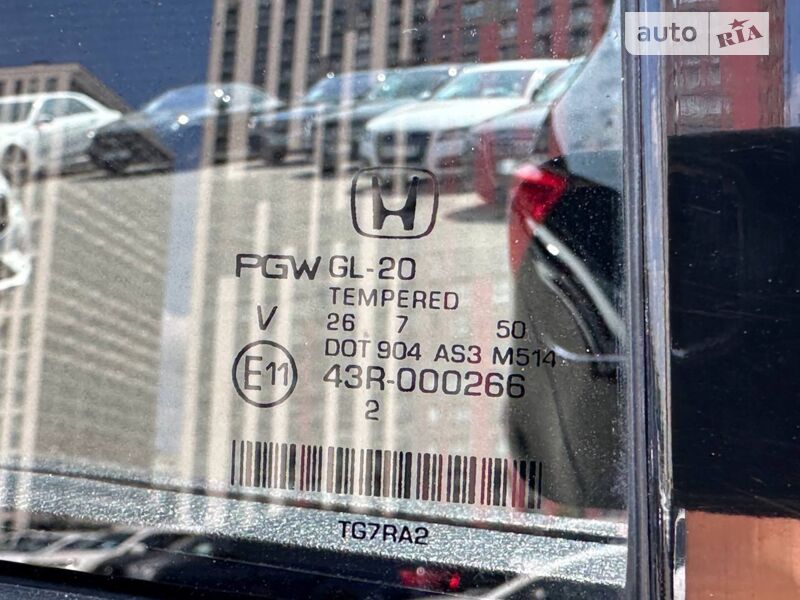 auto RIA
PGW GL-20
TEMPERED
V 26 7 50
DOT 904 AS3 M514
E11 43R-000266
2
TG7RA2